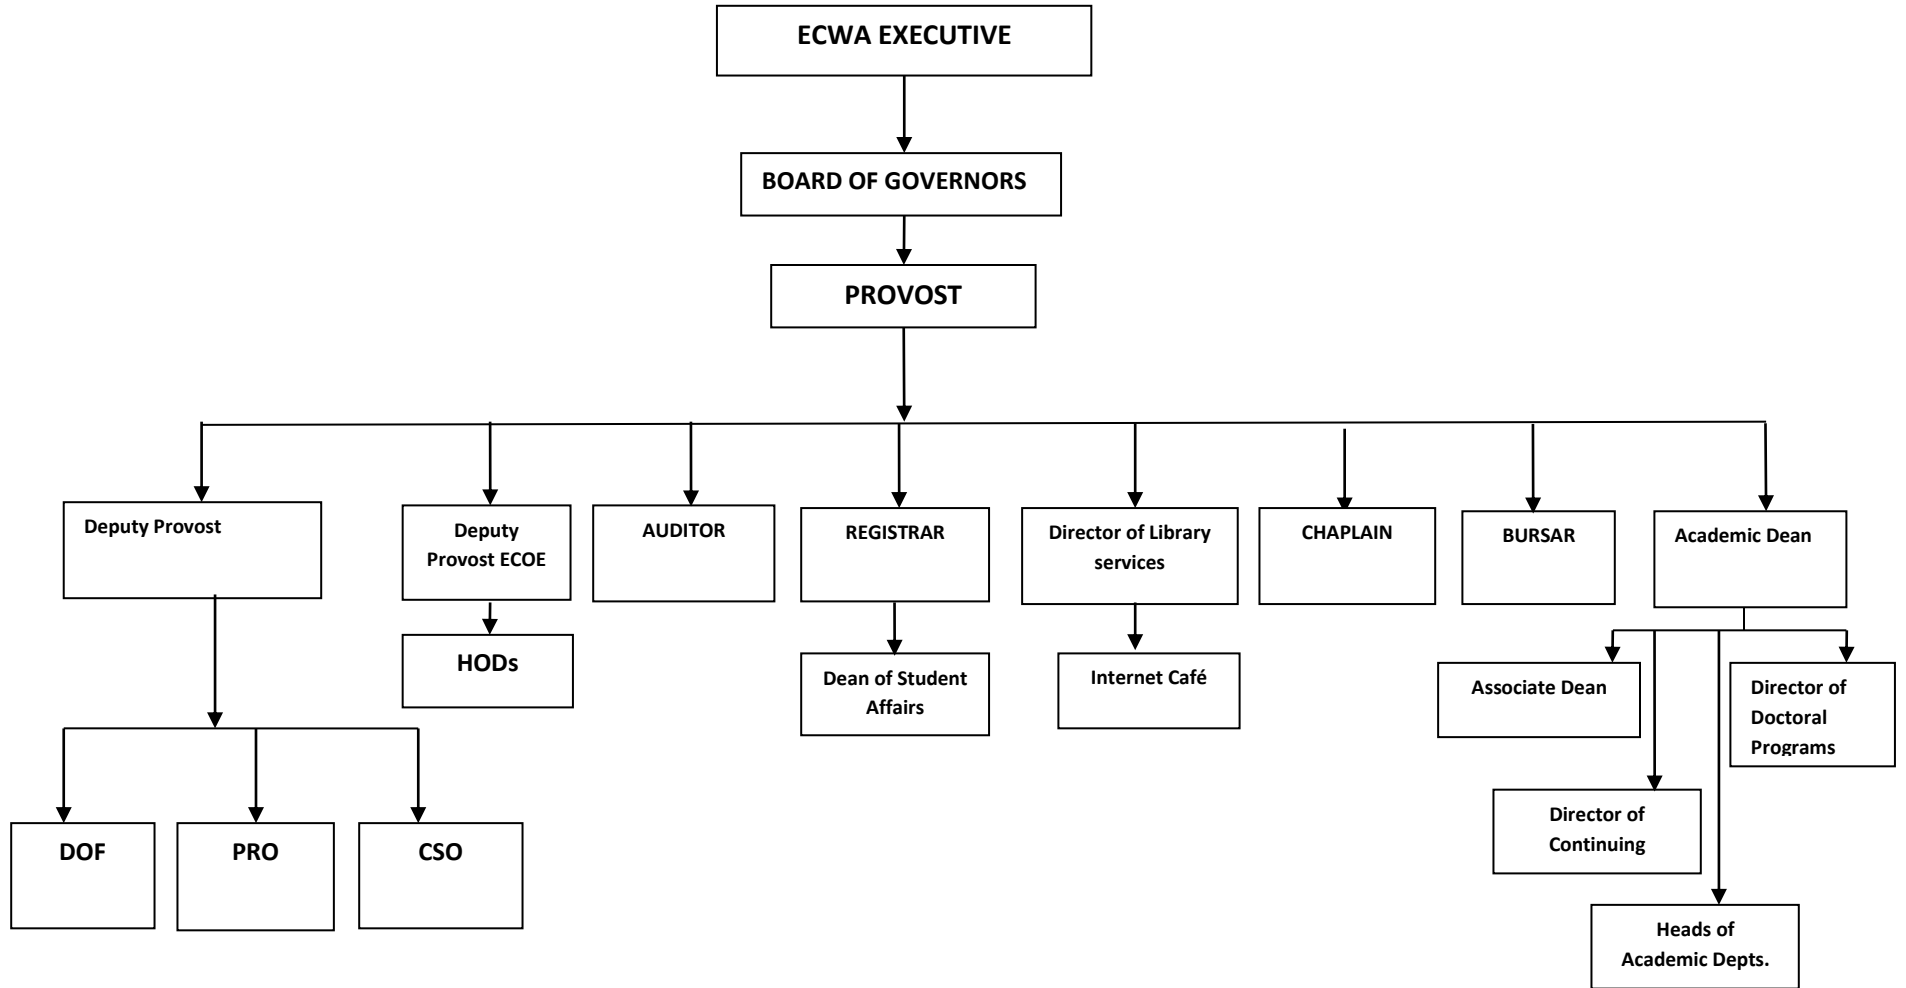 ECWA EXECUTIVE
BOARD OF GOVERNORS
PROVOST
Deputy Provost
Deputy
Provost ECOE
AUDITOR
REGISTRAR
Director of Library
services
CHAPLAIN
BURSAR
Academic Dean
HODs
Dean of Student
Affairs
Internet Café
Associate Dean
Director of
Doctoral
Programs
DOF
PRO
CSO
Director of
Continuing
Heads of
Academic Depts.